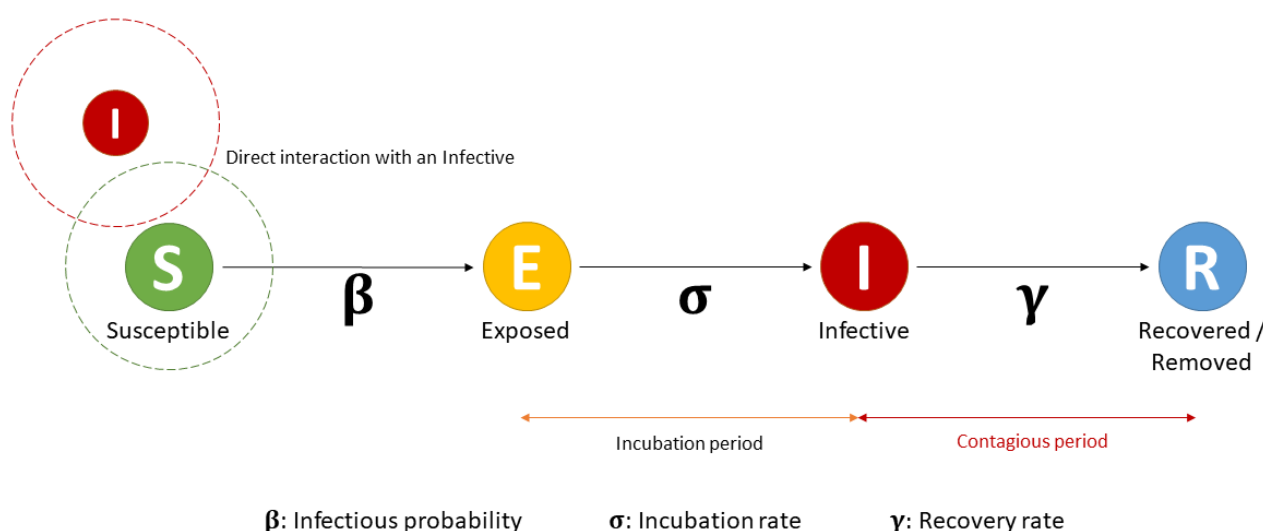 I
Direct interaction with an Infective
S
E
I
R
β
σ
γ
Susceptible
Exposed
Infective
Recovered /
Removed
Incubation period
Contagious period
β: Infectious probability
σ: Incubation rate
γ: Recovery rate